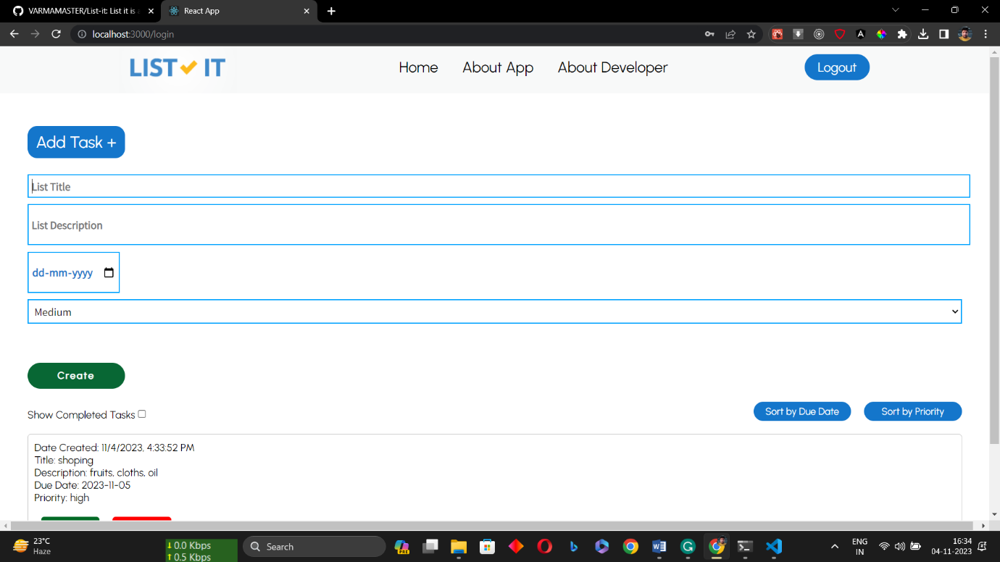 VARMAMASTER/List-it: List it is a
React App
localhost:3000/login
LIST IT
Home
About App
About Developer
Logout
Add Task +
List Title
List Description
dd-mm-yyyy
Medium
Create
Show Completed Tasks
Sort by Due Date
Sort by Priority
Date Created: 11/4/2023, 4:33:52 PM
Title: shoping
Description: fruits, cloths, oil
Due Date: 2023-11-05
Priority: high
23°C
Haze
0.0 Kbps
0.5 Kbps
Search
PRE
ENG
IN
16:34
04-11-2023